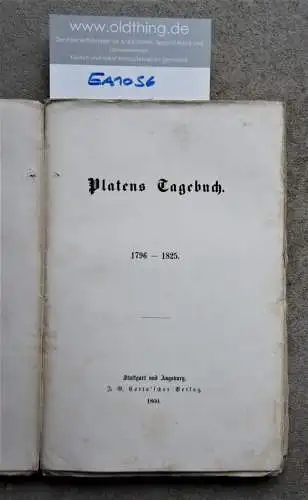 www.oldthing.de
EA1056
Platens Tagebuch.
1796 — 1825.
Stuttgart und Augsburg.
J. G. Cotta'scher Verlag.
1860.